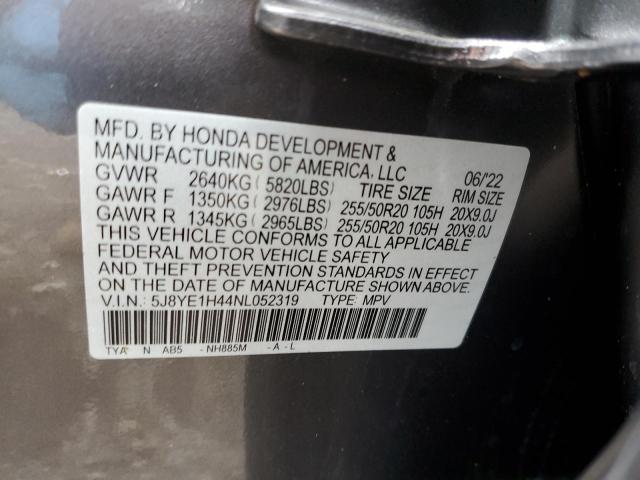 MFD. BY HONDA DEVELOPMENT &
MANUFACTURING OF AMERICA, LLC 06/'22
GVWR 2640KG ( 5820LBS) TIRE SIZE RIM SIZE
GAWR F 1350KG ( 2976LBS) 255/50R20 105H 20X9.0J
GAWR R 1345KG ( 2965LBS) 255/50R20 105H 20X9.0J
THIS VEHICLE CONFORMS TO ALL APPLICABLE
FEDERAL MOTOR VEHICLE SAFETY
AND THEFT PREVENTION STANDARDS IN EFFECT
ON THE DATE OF MANUFACTURE SHOWN ABOVE.
V.I.N.: 5J8YE1H44NL052319 TYPE: MPV
TYA N AB5 - NH885M - A - L